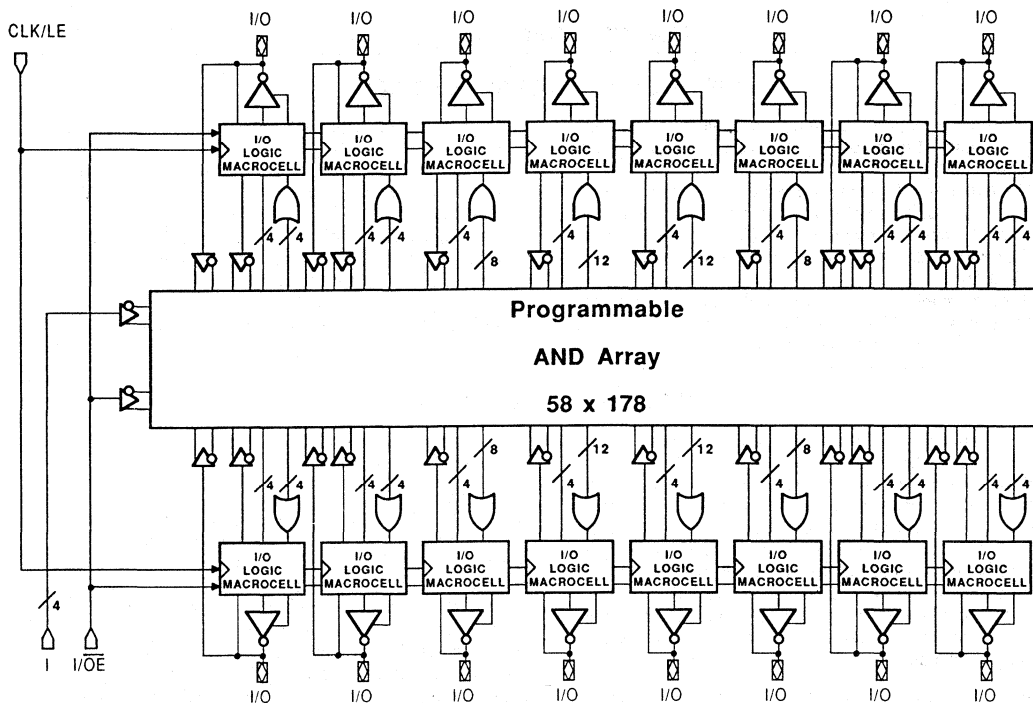 I/O I/O I/O I/O I/O I/O I/O I/O
CLK/LE
I/O I/O I/O I/O I/O I/O I/O I/O
LOGIC LOGIC LOGIC LOGIC LOGIC LOGIC LOGIC LOGIC
MACROCELL MACROCELL MACROCELL MACROCELL MACROCELL MACROCELL MACROCELL MACROCELL
4 4 4 4 4 8 4 12 4 12 4 8 4 4 4 4
Programmable
AND Array
58 x 178
4 4 4 4 4 8 4 12 4 12 4 8 4 4 4 4
I/O I/O I/O I/O I/O I/O I/O I/O
LOGIC LOGIC LOGIC LOGIC LOGIC LOGIC LOGIC LOGIC
MACROCELL MACROCELL MACROCELL MACROCELL MACROCELL MACROCELL MACROCELL MACROCELL
4
I I/O̅E̅
I/O I/O I/O I/O I/O I/O I/O I/O